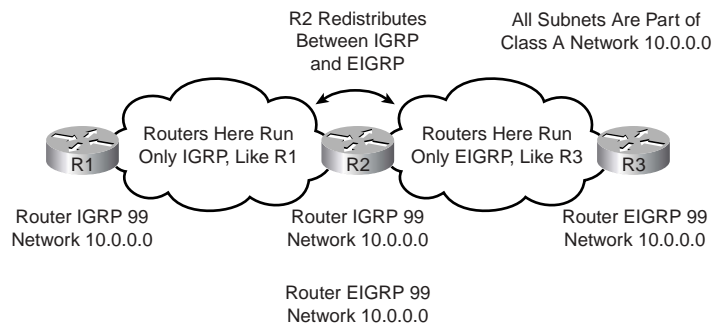 R2 Redistributes
Between IGRP
and EIGRP
All Subnets Are Part of
Class A Network 10.0.0.0
Routers Here Run
Only IGRP, Like R1
Routers Here Run
Only EIGRP, Like R3
R1
R2
R3
Router IGRP 99
Network 10.0.0.0
Router IGRP 99
Network 10.0.0.0
Router EIGRP 99
Network 10.0.0.0
Router EIGRP 99
Network 10.0.0.0